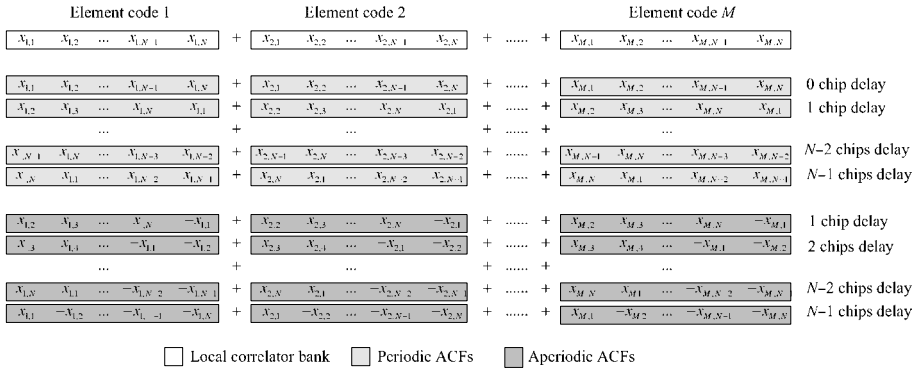 Element code 1 Element code 2 Element code M
x1,1 x1,2 ... x1,N−1 x1,N + x2,1 x2,2 ... x2,N−1 x2,N + ...... + xM,1 xM,2 ... xM,N−1 xM,N
x1,1 x1,2 ... x1,N−1 x1,N + x2,1 x2,2 ... x2,N−1 x2,N + ...... + xM,1 xM,2 ... xM,N−1 xM,N 0 chip delay
x1,2 x1,3 ... x1,N x1,1 + x2,2 x2,3 ... x2,N x2,1 + ...... + xM,2 xM,3 ... xM,N xM,1 1 chip delay
... + ... + ...... + ...
x,N−1 x1,N ... x1,N−3 x1,N−2 + x2,N−1 x2,N ... x2,N−3 x2,N−2 + ...... + xM,N−1 xM,N ... xM,N−3 xM,N−2 N−2 chips delay
x,N x1,1 ... x1,N−2 x1,N−1 + x2,N x2,1 ... x2,N−2 x2,N−1 + ...... + xM,N xM,1 ... xM,N−2 xM,N−1 N−1 chips delay
x1,2 x1,3 ... x,N −x1,1 + x2,2 x2,3 ... x2,N −x2,1 + ...... + xM,2 xM,3 ... xM,N −xM,1 1 chip delay
x,3 x1,4 ... −x1,1 −x1,2 + x2,3 x2,4 ... −x2,1 −x2,2 + ...... + xM,3 xM,4 ... −xM,1 −xM,2 2 chips delay
... + ... + ...... + ...
x1,N x1,1 ... −x1,N−2 −x1,N−1 + x2,N x2,1 ... −x2,N−2 −x2,N−1 + ...... + xM,N xM,1 ... −xM,N−2 −xM,N−1 N−2 chips delay
x1,1 −x1,2 ... −x1,−1 −x1,N + x2,1 −x2,2 ... −x2,N−1 −x2,N + ...... + xM,1 −xM,2 ... −xM,N−1 −xM,N N−1 chips delay
Local correlator bank Periodic ACFs Aperiodic ACFs